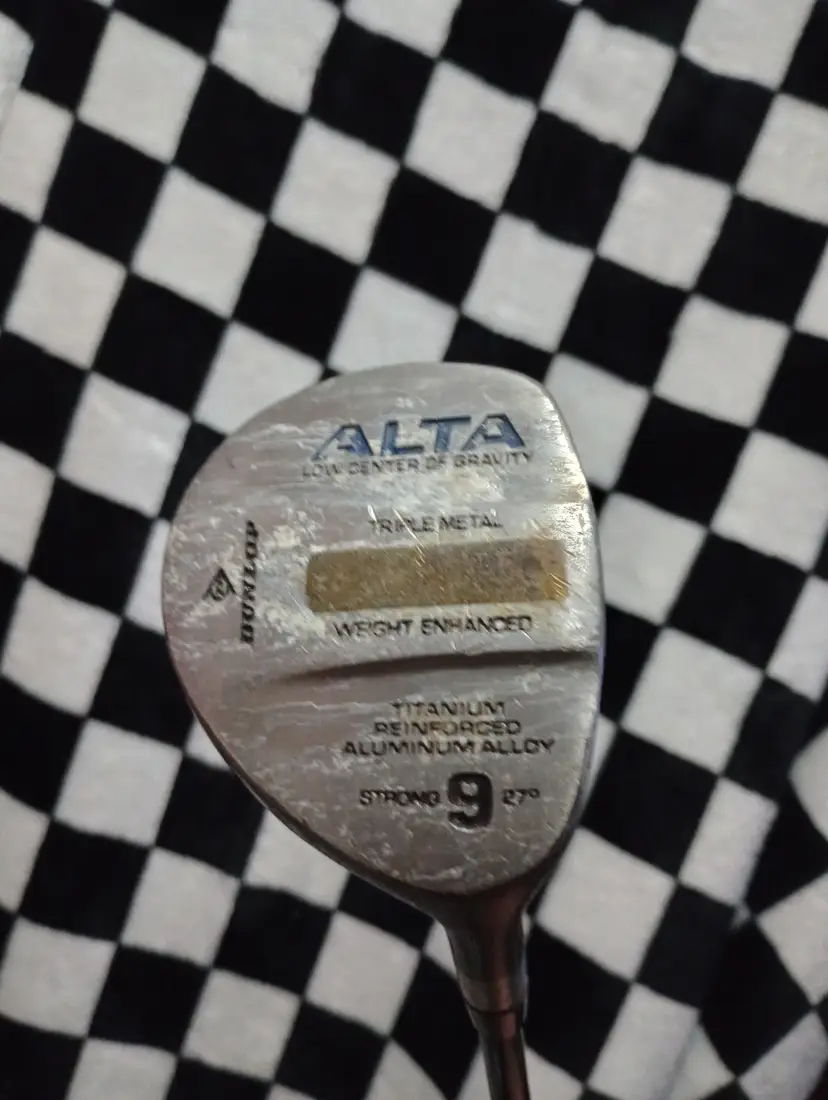 ALTA
LOW CENTER OF GRAVITY
TRIPLE METAL
DUNLOP
WEIGHT ENHANCED
TITANIUM
REINFORCED
ALUMINUM ALLOY
STRONG 9 27°